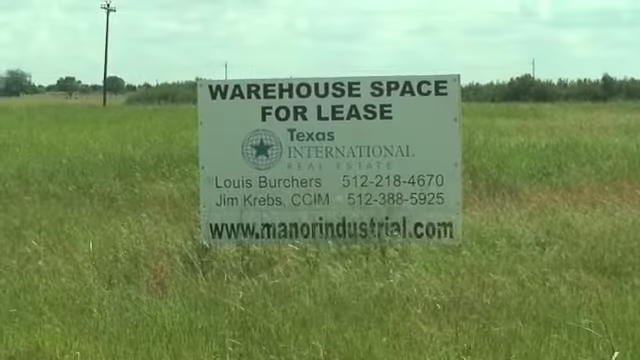 WAREHOUSE SPACE
FOR LEASE
Texas
INTERNATIONAL
REAL ESTATE
Louis Burchers 512-218-4670
Jim Krebs, CCIM 512-388-5925
www.manorindustrial.com